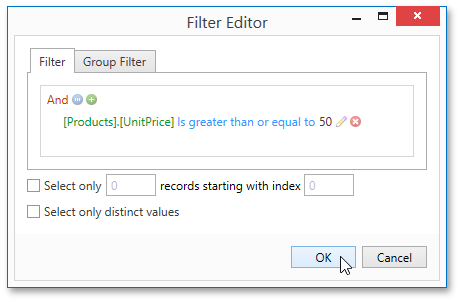 Filter Editor
Filter Group Filter
And
[Products].[UnitPrice] Is greater than or equal to 50
Select only 0 records starting with index 0
Select only distinct values
OK Cancel